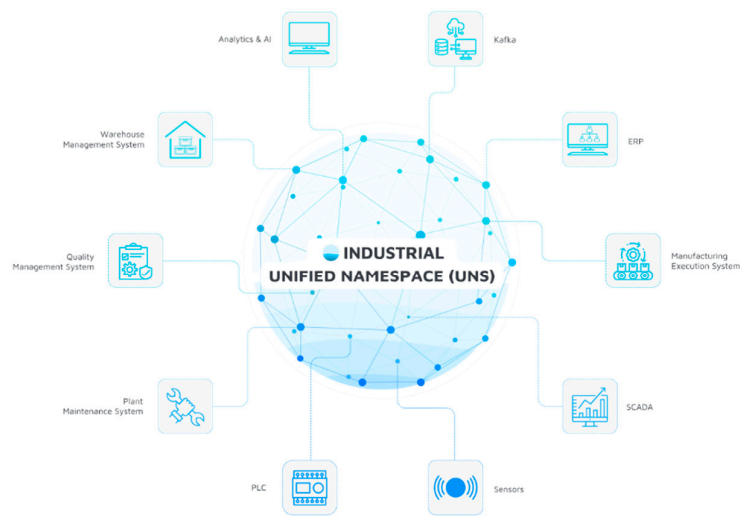 Analytics & AI
Kafka
Warehouse
Management System
ERP
INDUSTRIAL
UNIFIED NAMESPACE (UNS)
Quality
Management System
Manufacturing
Execution System
Plant
Maintenance System
SCADA
PLC
Sensors